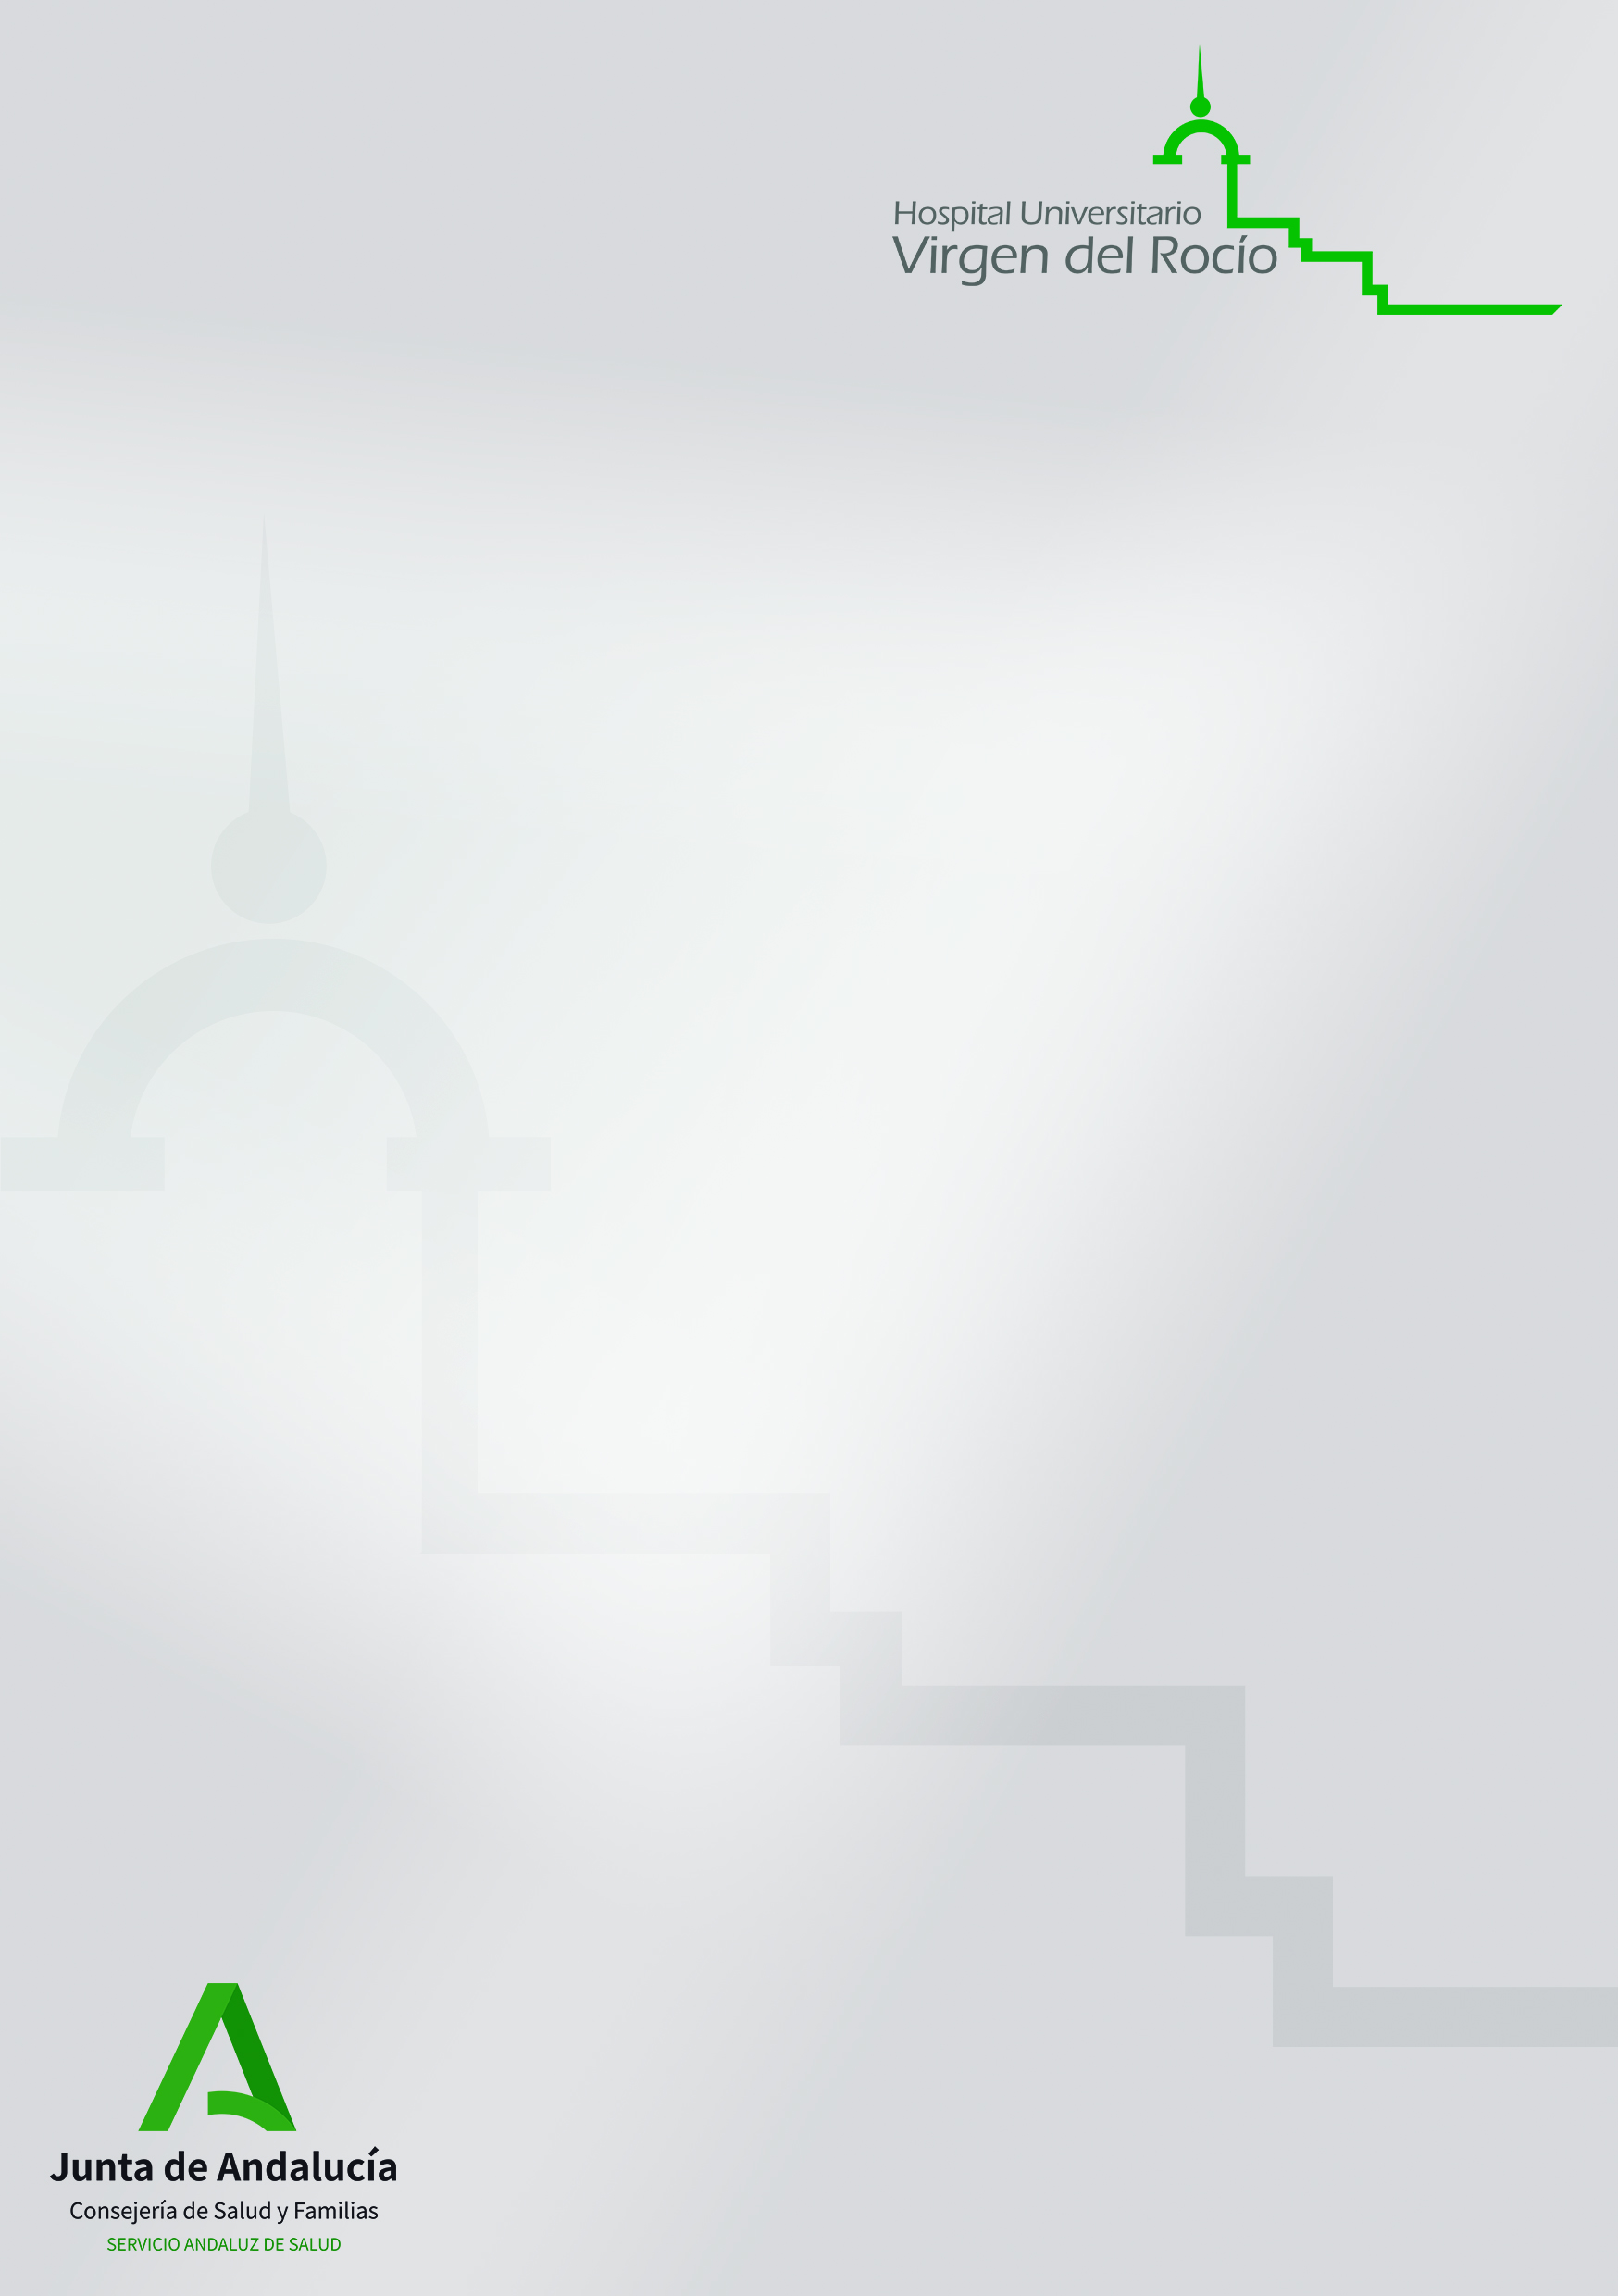 Hospital Universitario
Virgen del Rocío
Junta de Andalucía
Consejería de Salud y Familias
SERVICIO ANDALUZ DE SALUD